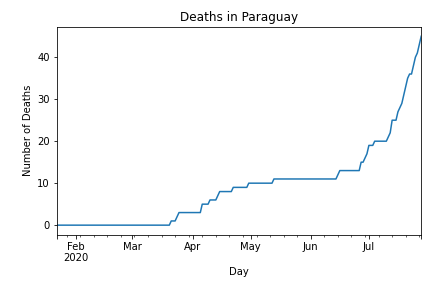 Deaths in Paraguay
Number of Deaths
40
30
20
10
0
Feb
2020
Mar
Apr
May
Jun
Jul
Day